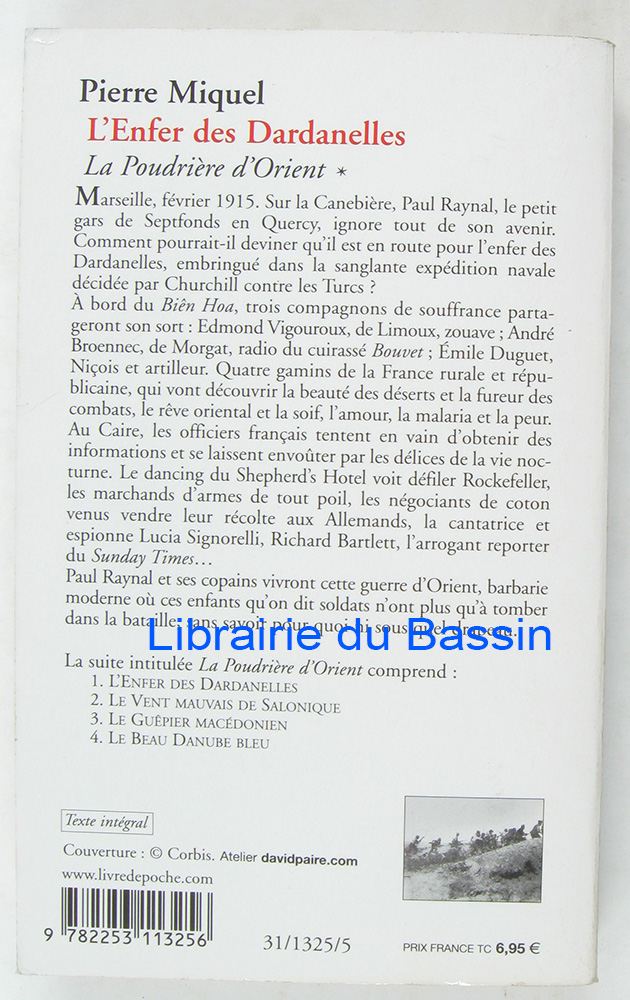 Pierre Miquel
L'Enfer des Dardanelles
La Poudrière d'Orient *
Marseille, février 1915. Sur la Canebière, Paul Raynal, le petit
gars de Septfonds en Quercy, ignore tout de son avenir.
Comment pourrait-il deviner qu'il est en route pour l'enfer des
Dardanelles, embringué dans la sanglante expédition navale
décidée par Churchill contre les Turcs ?
À bord du Biên Hoa, trois compagnons de souffrance parta-
geront son sort : Edmond Vigouroux, de Limoux, zouave ; André
Broennec, de Morgat, radio du cuirassé Bouvet ; Émile Duguet,
Niçois et artilleur. Quatre gamins de la France rurale et répu-
blicaine, qui vont découvrir la beauté des déserts et la fureur des
combats, le rêve oriental et la soif, l'amour, la malaria et la peur.
Au Caire, les officiers français tentent en vain d'obtenir des
informations et se laissent envoûter par les délices de la vie noc-
turne. Le dancing du Shepherd's Hotel voit défiler Rockefeller,
les marchands d'armes de tout poil, les négociants de coton
venus vendre leur récolte aux Allemands, la cantatrice et
espionne Lucia Signorelli, Richard Bartlett, l'arrogant reporter
du Sunday Times…
Paul Raynal et ses copains vivront cette guerre d'Orient, barbarie
moderne où ces enfants qu'on dit soldats n'ont plus qu'à tomber
dans la bataille, sans savoir pour quoi ni sous quel drapeau.
Librairie du Bassin
La suite intitulée La Poudrière d'Orient comprend :
1. L'Enfer des Dardanelles
2. Le Vent mauvais de Salonique
3. Le Guêpier macédonien
4. Le Beau Danube bleu
Texte intégral
Couverture : © Corbis. Atelier davidpaire.com
www.livredepoche.com
9 782253 113256
31/1325/5
PRIX FRANCE TC 6,95 €